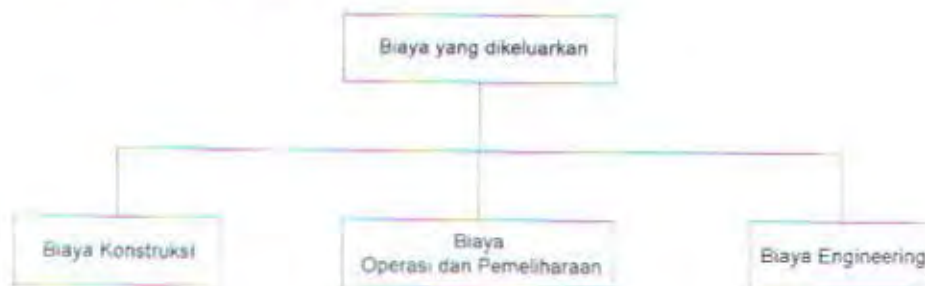 Biaya yang dikeluarkan
Biaya Konstruksi
Biaya
Operasi dan Pemeliharaan
Biaya Engineering